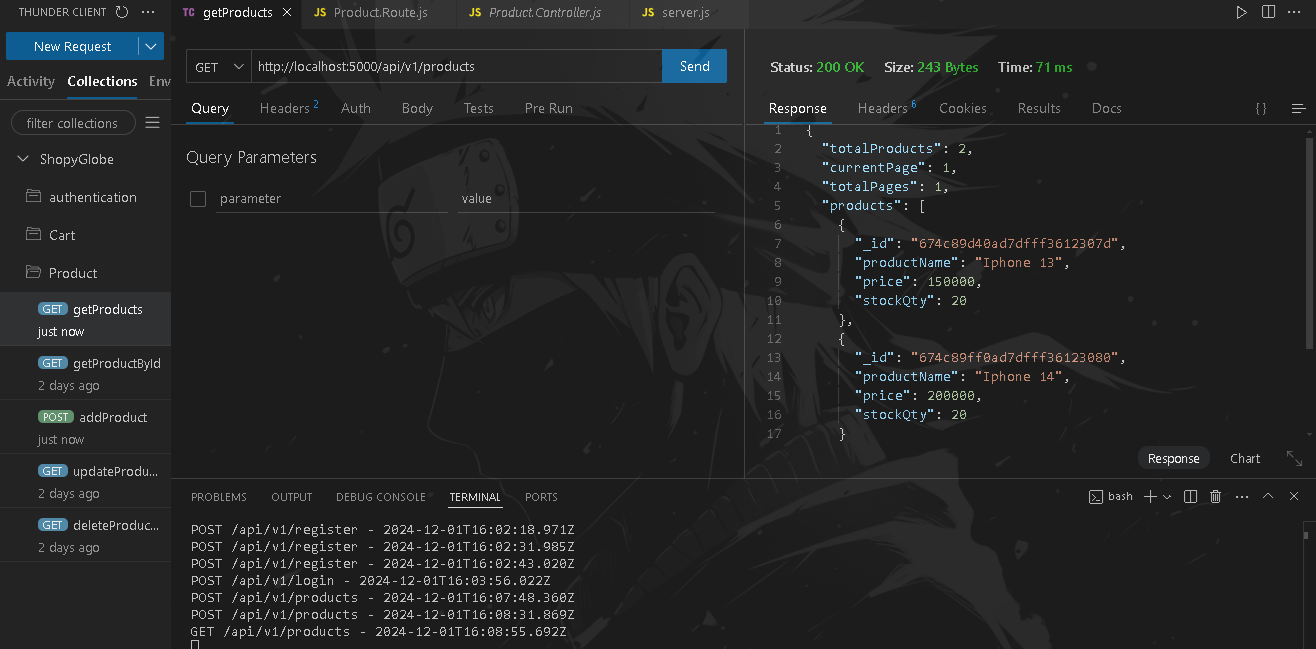 THUNDER CLIENT
TC getProducts
JS Product.Route.js
JS Product.Controller.js
JS server.js
New Request
Activity Collections Env
filter collections
ShopyGlobe
authentication
Cart
Product
GET getProducts
just now
GET getProductById
2 days ago
POST addProduct
just now
GET updateProdu...
2 days ago
GET deleteProduc...
2 days ago
GET http://localhost:5000/api/v1/products Send
Query Headers 2 Auth Body Tests Pre Run
Query Parameters
parameter value
Status: 200 OK Size: 243 Bytes Time: 71 ms
Response Headers 6 Cookies Results Docs {}
1 {
2 "totalProducts": 2,
3 "currentPage": 1,
4 "totalPages": 1,
5 "products": [
6 {
7 "_id": "674c89d40ad7dfff3612307d",
8 "productName": "Iphone 13",
9 "price": 150000,
10 "stockQty": 20
11 },
12 {
13 "_id": "674c89ff0ad7dfff36123080",
14 "productName": "Iphone 14",
15 "price": 200000,
16 "stockQty": 20
17 }
Response Chart
PROBLEMS OUTPUT DEBUG CONSOLE TERMINAL PORTS
bash
POST /api/v1/register - 2024-12-01T16:02:18.971Z
POST /api/v1/register - 2024-12-01T16:02:31.985Z
POST /api/v1/register - 2024-12-01T16:02:43.020Z
POST /api/v1/login - 2024-12-01T16:03:56.022Z
POST /api/v1/products - 2024-12-01T16:07:48.360Z
POST /api/v1/products - 2024-12-01T16:08:31.869Z
GET /api/v1/products - 2024-12-01T16:08:55.692Z